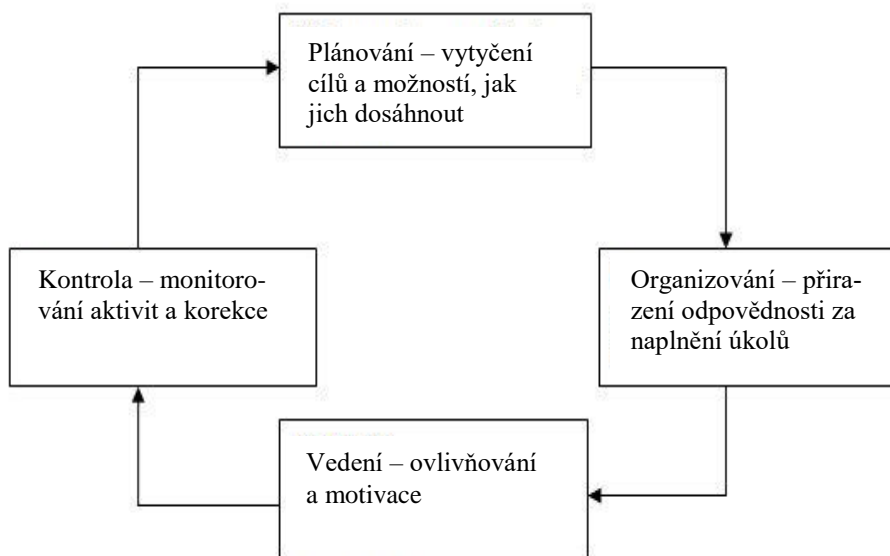 Plánování – vytyčení
cílů a možností, jak
jich dosáhnout
Kontrola – monitoro-
vání aktivit a korekce
Organizování – přira-
zení odpovědnosti za
naplnění úkolů
Vedení – ovlivňování
a motivace